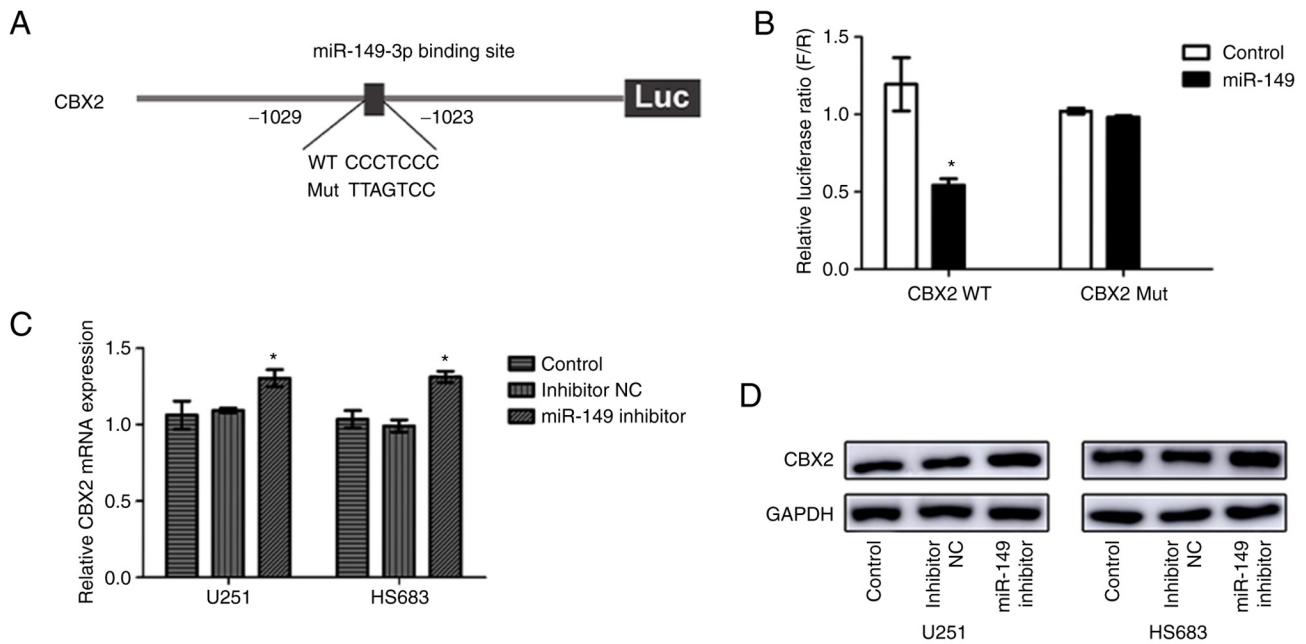 A
miR-149-3p binding site
CBX2
Luc
–1029
–1023
WT CCCTCCC
Mut TTAGTCC
B
Relative luciferase ratio (F/R)
1.5
1.0
0.5
0.0
*
CBX2 WT
CBX2 Mut
Control
miR-149
C
Relative CBX2 mRNA expression
1.5
1.0
0.5
0.0
*
*
U251
HS683
Control
Inhibitor NC
miR-149 inhibitor
D
CBX2
GAPDH
Control
Inhibitor
NC
miR-149
inhibitor
Control
Inhibitor
NC
miR-149
inhibitor
U251
HS683